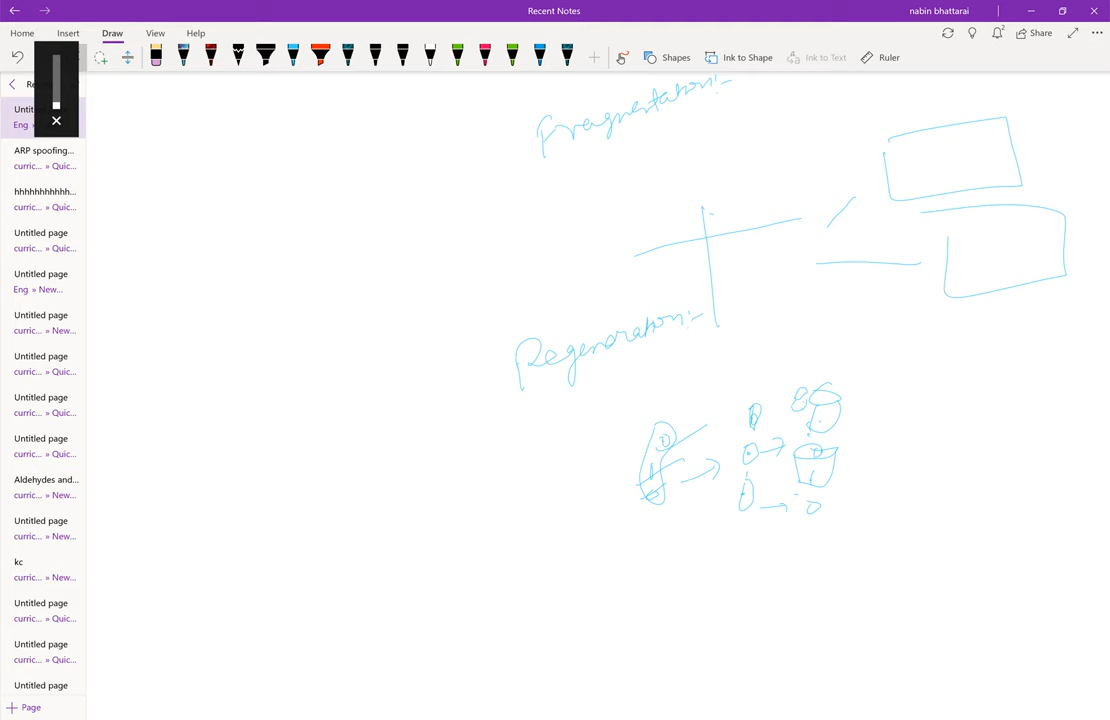 Recent Notes
nabin bhattarai
Home Insert Draw View Help
Share
Shapes
Ink to Shape
Ink to Text
Ruler
Eng »
ARP spoofing...
curric... » Quic...
hhhhhhhhhhh...
curric... » Quic...
Untitled page
curric... » Quic...
Untitled page
Eng » New...
Untitled page
curric... » New...
Untitled page
curric... » Quic...
Untitled page
curric... » Quic...
Untitled page
curric... » Quic...
Aldehydes and...
curric... » New...
Untitled page
curric... » New...
kc
curric... » New...
Untitled page
curric... » Quic...
Untitled page
curric... » Quic...
Untitled page
Page
Fragmentation:-
Regeneration:-